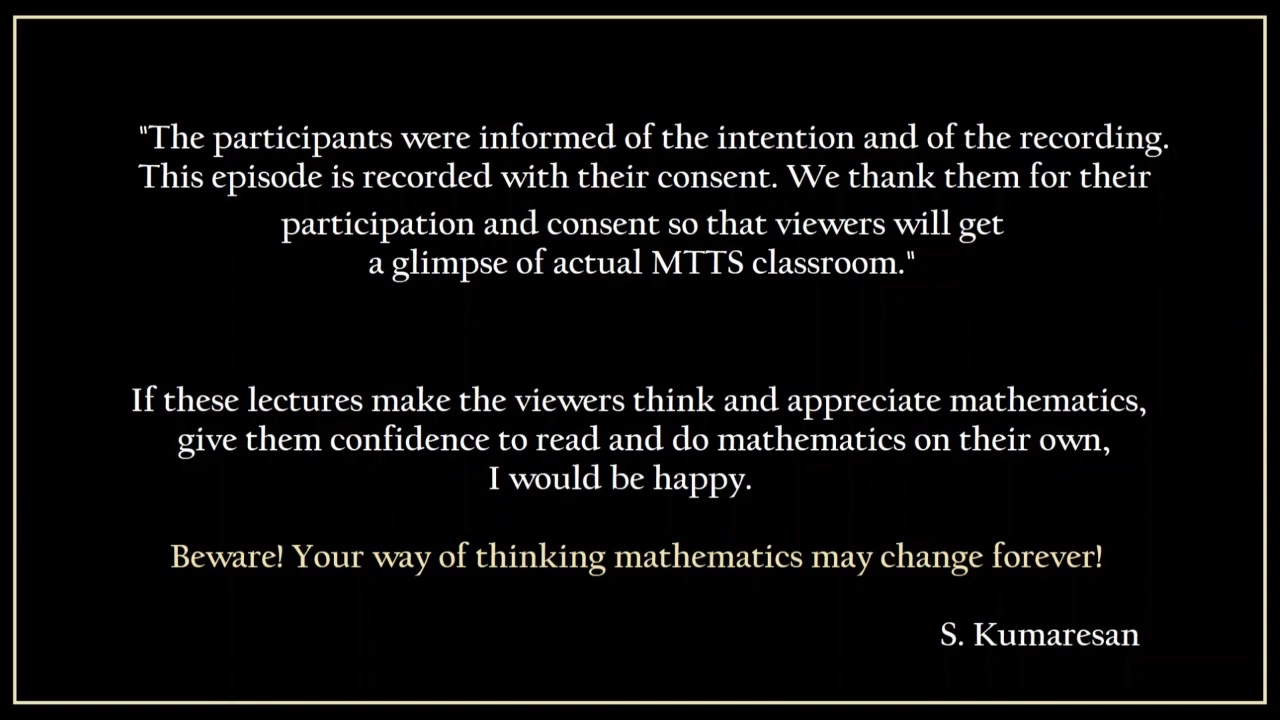 "The participants were informed of the intention and of the recording.
This episode is recorded with their consent. We thank them for their
participation and consent so that viewers will get
a glimpse of actual MTTS classroom."
If these lectures make the viewers think and appreciate mathematics,
give them confidence to read and do mathematics on their own,
I would be happy.
Beware! Your way of thinking mathematics may change forever!
S. Kumaresan